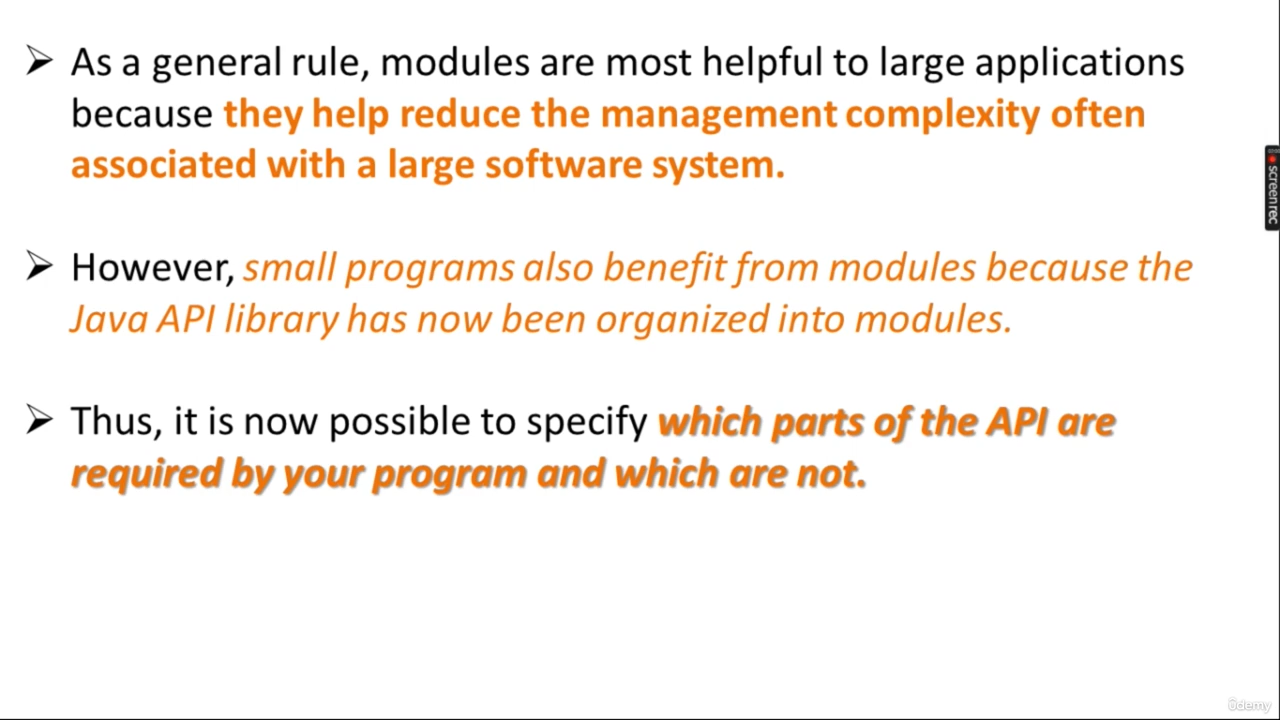 ➢ As a general rule, modules are most helpful to large applications
because they help reduce the management complexity often
associated with a large software system.
➢ However, small programs also benefit from modules because the
Java API library has now been organized into modules.
➢ Thus, it is now possible to specify which parts of the API are
required by your program and which are not.
screen rec
ûdemy